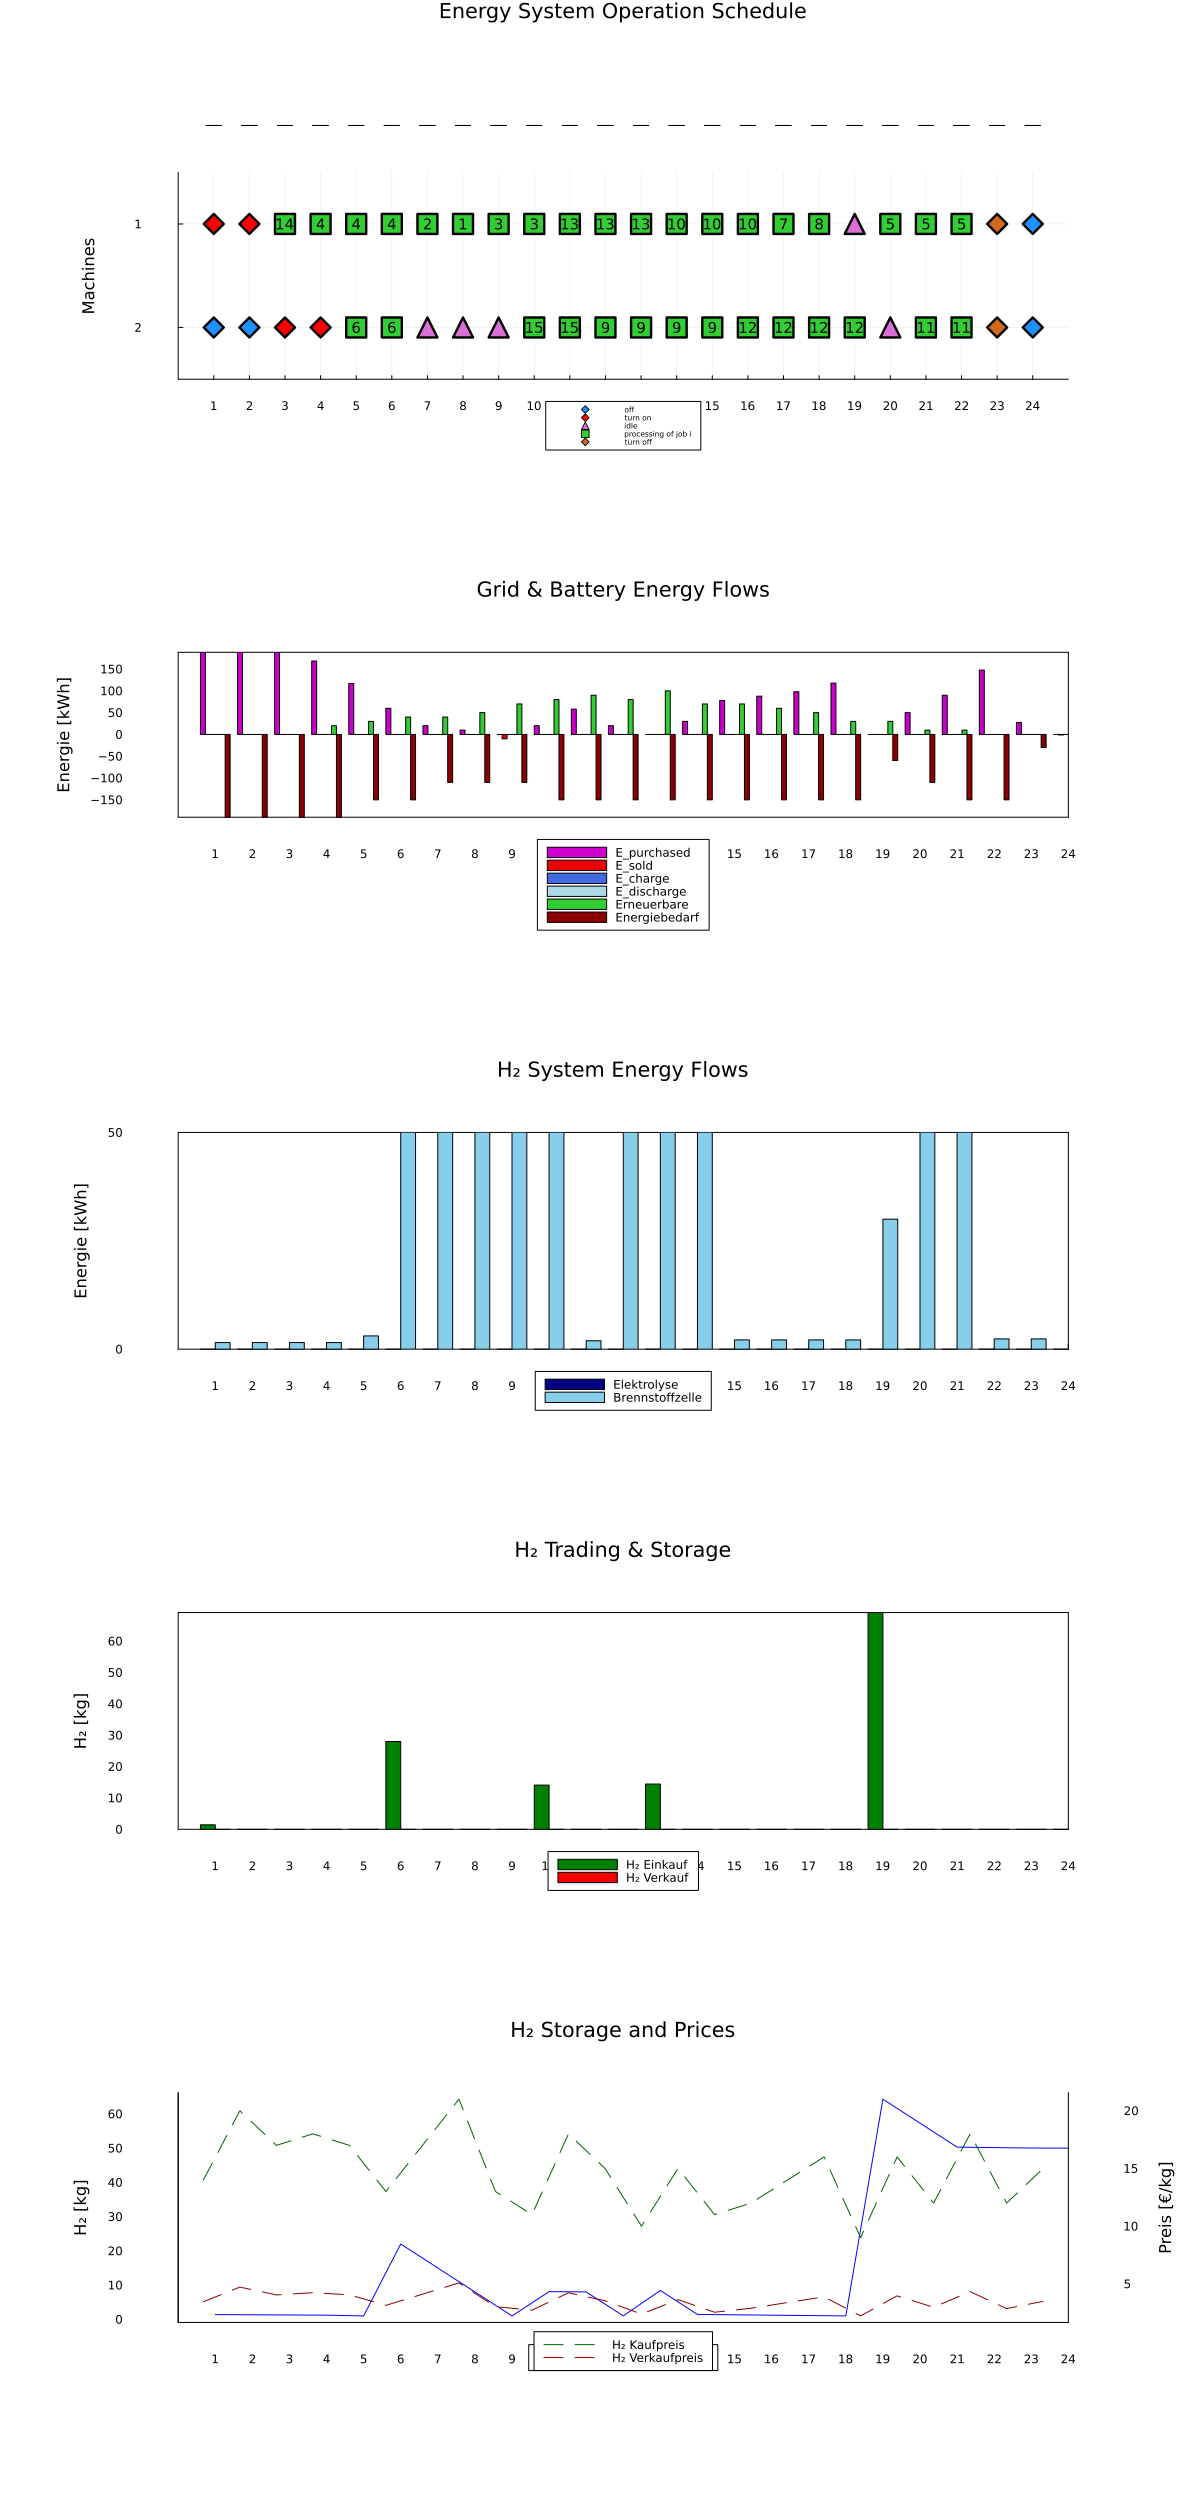 Energy System Operation Schedule
Machines
1
14 4 4 4 2 1 3 3 13 13 13 10 10 10 7 8 5 5 5
2
6 6 15 15 9 9 9 9 12 12 12 12 11 11
1 2 3 4 5 6 7 8 9 10 15 16 17 18 19 20 21 22 23 24
off
turn on
idle
processing of job i
turn off
Grid & Battery Energy Flows
Energie [kWh]
150
100
50
0
−50
−100
−150
1 2 3 4 5 6 7 8 9 15 16 17 18 19 20 21 22 23 24
E_purchased
E_sold
E_charge
E_discharge
Erneuerbare
Energiebedarf
H₂ System Energy Flows
Energie [kWh]
50
0
1 2 3 4 5 6 7 8 9 15 16 17 18 19 20 21 22 23 24
Elektrolyse
Brennstoffzelle
H₂ Trading & Storage
H₂ [kg]
60
50
40
30
20
10
0
1 2 3 4 5 6 7 8 9 1 4 15 16 17 18 19 20 21 22 23 24
H₂ Einkauf
H₂ Verkauf
H₂ Storage and Prices
H₂ [kg]
60
50
40
30
20
10
0
20
15
10
5
Preis [€/kg]
1 2 3 4 5 6 7 8 9 15 16 17 18 19 20 21 22 23 24
H₂ Kaufpreis
H₂ Verkaufpreis